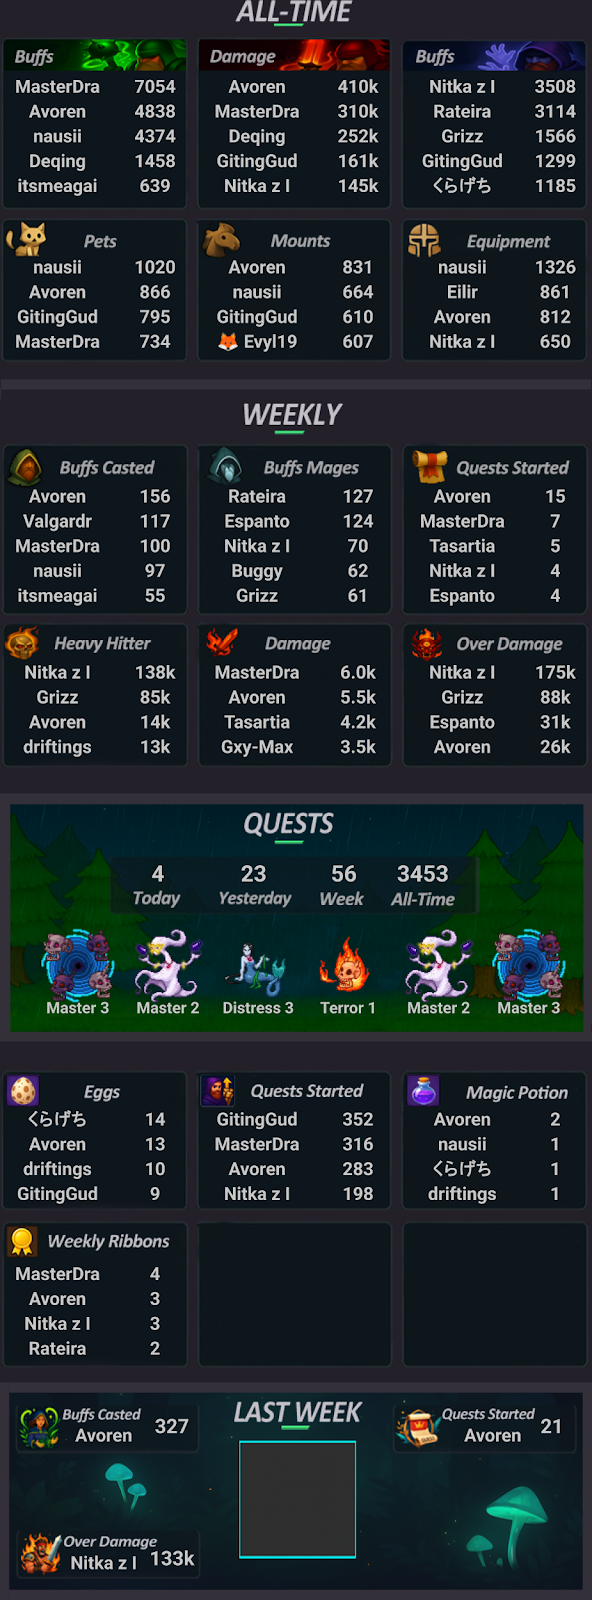 ALL-TIME
Buffs
MasterDra 7054
Avoren 4838
nausii 4374
Deqing 1458
itsmeagai 639
Damage
Avoren 410k
MasterDra 310k
Deqing 252k
GitingGud 161k
Nitka z l 145k
Buffs
Nitka z l 3508
Rateira 3114
Grizz 1566
GitingGud 1299
くらげち 1185
Pets
nausii 1020
Avoren 866
GitingGud 795
MasterDra 734
Mounts
Avoren 831
nausii 664
GitingGud 610
🦊 Evyl19 607
Equipment
nausii 1326
Eilir 861
Avoren 812
Nitka z l 650
WEEKLY
Buffs Casted
Avoren 156
Valgardr 117
MasterDra 100
nausii 97
itsmeagai 55
Buffs Mages
Rateira 127
Espanto 124
Nitka z l 70
Buggy 62
Grizz 61
Quests Started
Avoren 15
MasterDra 7
Tasartia 5
Nitka z l 4
Espanto 4
Heavy Hitter
Nitka z l 138k
Grizz 85k
Avoren 14k
driftings 13k
Damage
MasterDra 6.0k
Avoren 5.5k
Tasartia 4.2k
Gxy-Max 3.5k
Over Damage
Nitka z l 175k
Grizz 88k
Espanto 31k
Avoren 26k
QUESTS
4 23 56 3453
Today Yesterday Week All-Time
Master 3 Master 2 Distress 3 Terror 1 Master 2 Master 3
Eggs
くらげち 14
Avoren 13
driftings 10
GitingGud 9
Quests Started
GitingGud 352
MasterDra 316
Avoren 283
Nitka z l 198
Magic Potion
Avoren 2
nausii 1
くらげち 1
driftings 1
Weekly Ribbons
MasterDra 4
Avoren 3
Nitka z l 3
Rateira 2
LAST WEEK
Buffs Casted
Avoren 327
Quests Started
Avoren 21
Over Damage
Nitka z l 133k